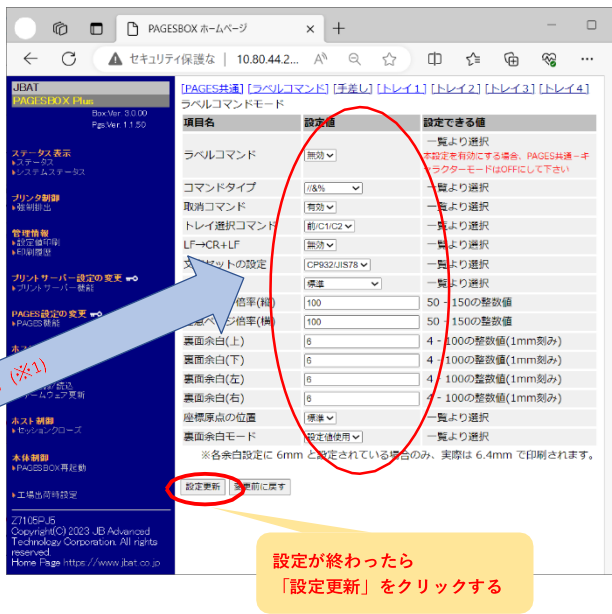 PAGESBOX ホームページ
セキュリティ保護な
10.80.44.2...
JBAT
PAGESBOX Plus
Box:Ver 3.0.00
Pgs:Ver. 1.1.50
ステータス表示
ステータス
システムステータス
プリンタ制御
強制排出
管理情報
設定値印刷
印刷履歴
プリントサーバー設定の変更
プリントサーバー機能
PAGES設定の変更
PAGES機能
(※1)
読込
ームウェア更新
ホスト制御
セッションクローズ
本体制御
PAGESBOX再起動
工場出荷時設定
Z7105PJ5
Copyright(C) 2023 JB Advanced
Technology Corporation. All rights
reserved.
Home Page https://www.jbat.co.jp
[PAGES共通] [ラベルコマンド] [手差し] [トレイ1] [トレイ2] [トレイ3] [トレイ4]
ラベルコマンドモード
項目名 設定値 設定できる値
ラベルコマンド 無効 一覧より選択
本設定を有効にする場合、PAGES共通－キ
ャラクターモードはOFFにして下さい
コマンドタイプ //&% 一覧より選択
取消コマンド 有効 一覧より選択
トレイ選択コマンド 前/C1/C2 一覧より選択
LF→CR+LF 無効 一覧より選択
セットの設定 CP932/JIS78 一覧より選択
標準 一覧より選択
倍率(縦) 100 50 - 150の整数値
ページ倍率(横) 100 50 - 150の整数値
裏面余白(上) 6 4 - 100の整数値(1mm刻み)
裏面余白(下) 6 4 - 100の整数値(1mm刻み)
裏面余白(左) 6 4 - 100の整数値(1mm刻み)
裏面余白(右) 6 4 - 100の整数値(1mm刻み)
座標原点の位置 標準 一覧より選択
裏面余白モード 設定値使用 一覧より選択
※各余白設定に 6mm と設定されている場合のみ、実際は 6.4mm で印刷されます。
設定更新 変更前に戻す
設定が終わったら
「設定更新」をクリックする